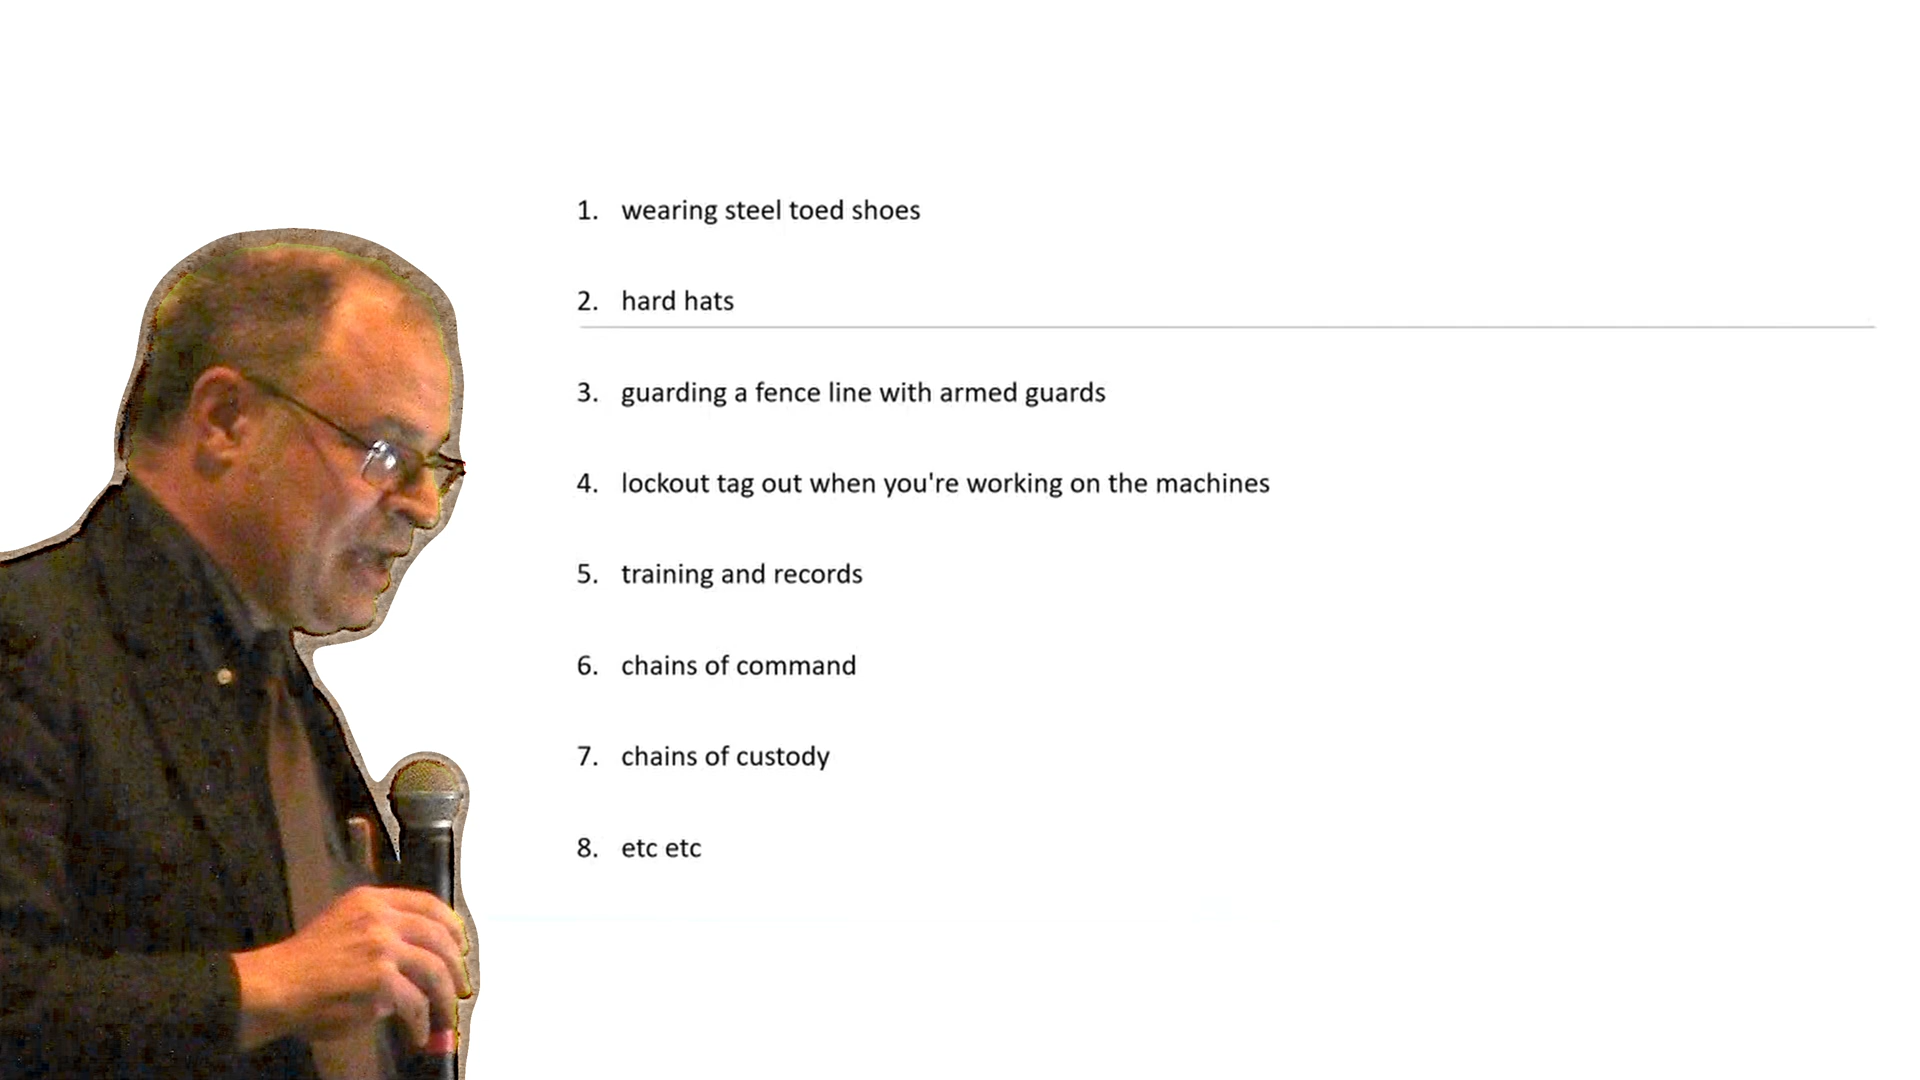 1. wearing steel toed shoes
2. hard hats
3. guarding a fence line with armed guards
4. lockout tag out when you're working on the machines
5. training and records
6. chains of command
7. chains of custody
8. etc etc